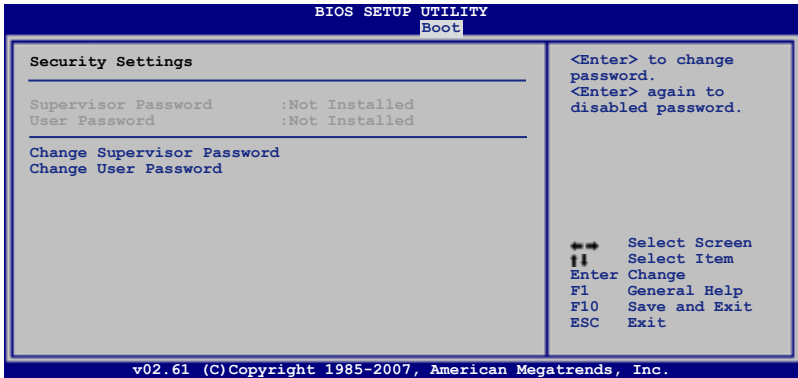 BIOS SETUP UTILITY
Boot
Security Settings
Supervisor Password :Not Installed
User Password :Not Installed
Change Supervisor Password
Change User Password
<Enter> to change
password.
<Enter> again to
disabled password.
←→ Select Screen
↑↓ Select Item
Enter Change
F1 General Help
F10 Save and Exit
ESC Exit
v02.61 (C)Copyright 1985-2007, American Megatrends, Inc.